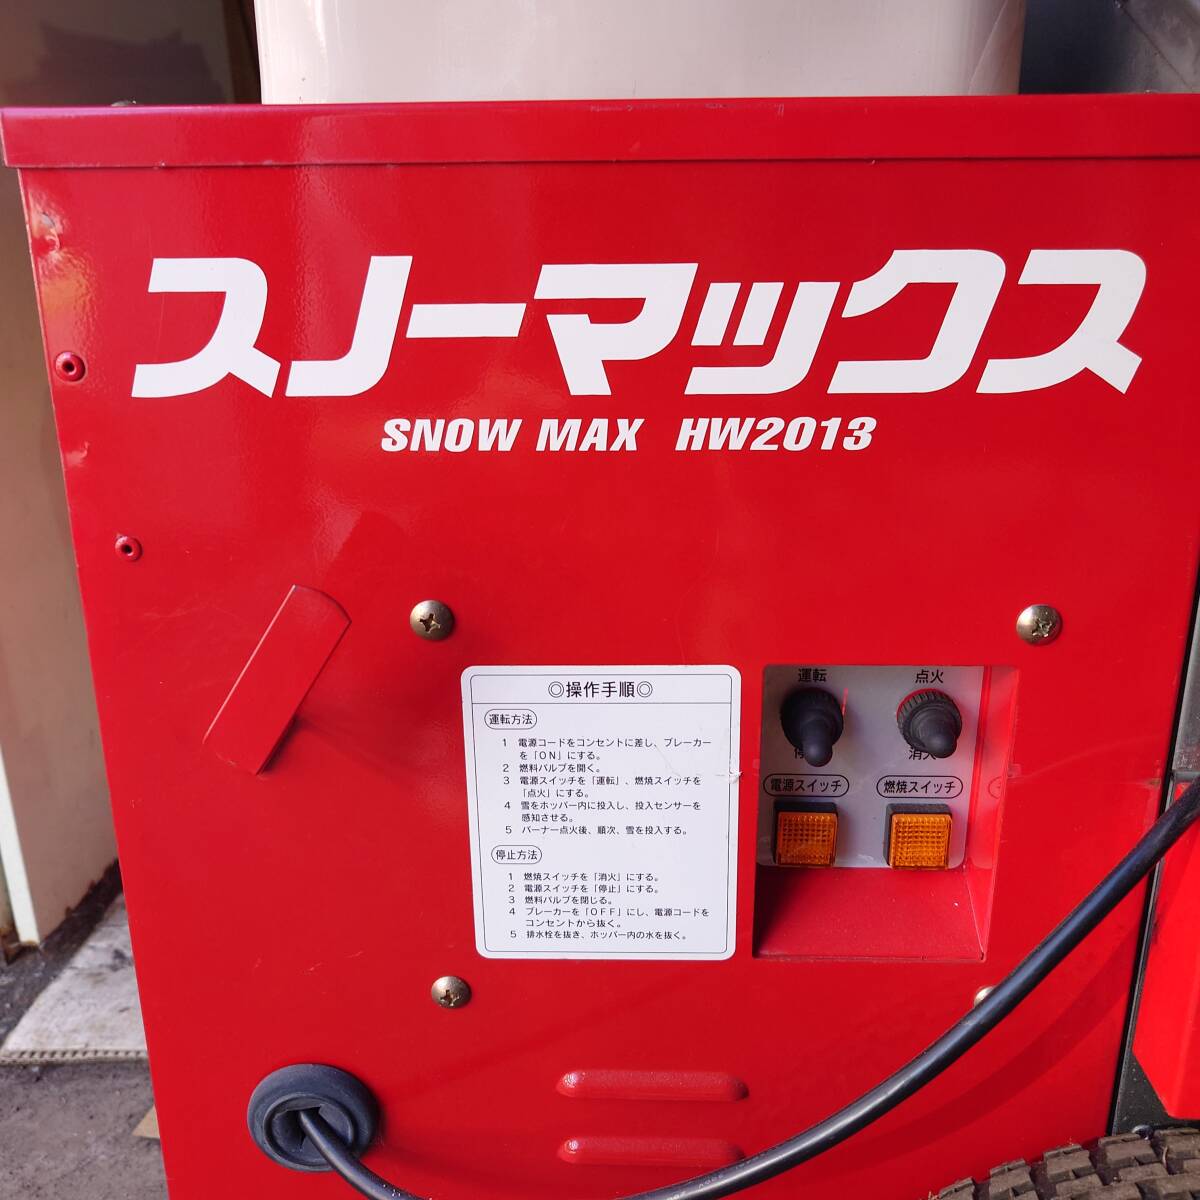 スノーマックス
SNOW MAX HW2013
◎操作手順◎
運転方法
1 電源コードをコンセントに差し、ブレーカー
を「ON」にする。
2 燃料バルブを開く。
3 電源スイッチを「運転」、燃焼スイッチを
「点火」にする。
4 雪をホッパー内に投入し、投入センサーを
感知させる。
5 バーナー点火後、順次、雪を投入する。
停止方法
1 燃焼スイッチを「消火」にする。
2 電源スイッチを「停止」にする。
3 燃料バルブを閉じる。
4 ブレーカーを「OFF」にし、電源コードを
コンセントから抜く。
5 排水栓を抜き、ホッパー内の水を抜く。
運転 点火
停 消火
電源スイッチ 燃焼スイッチ